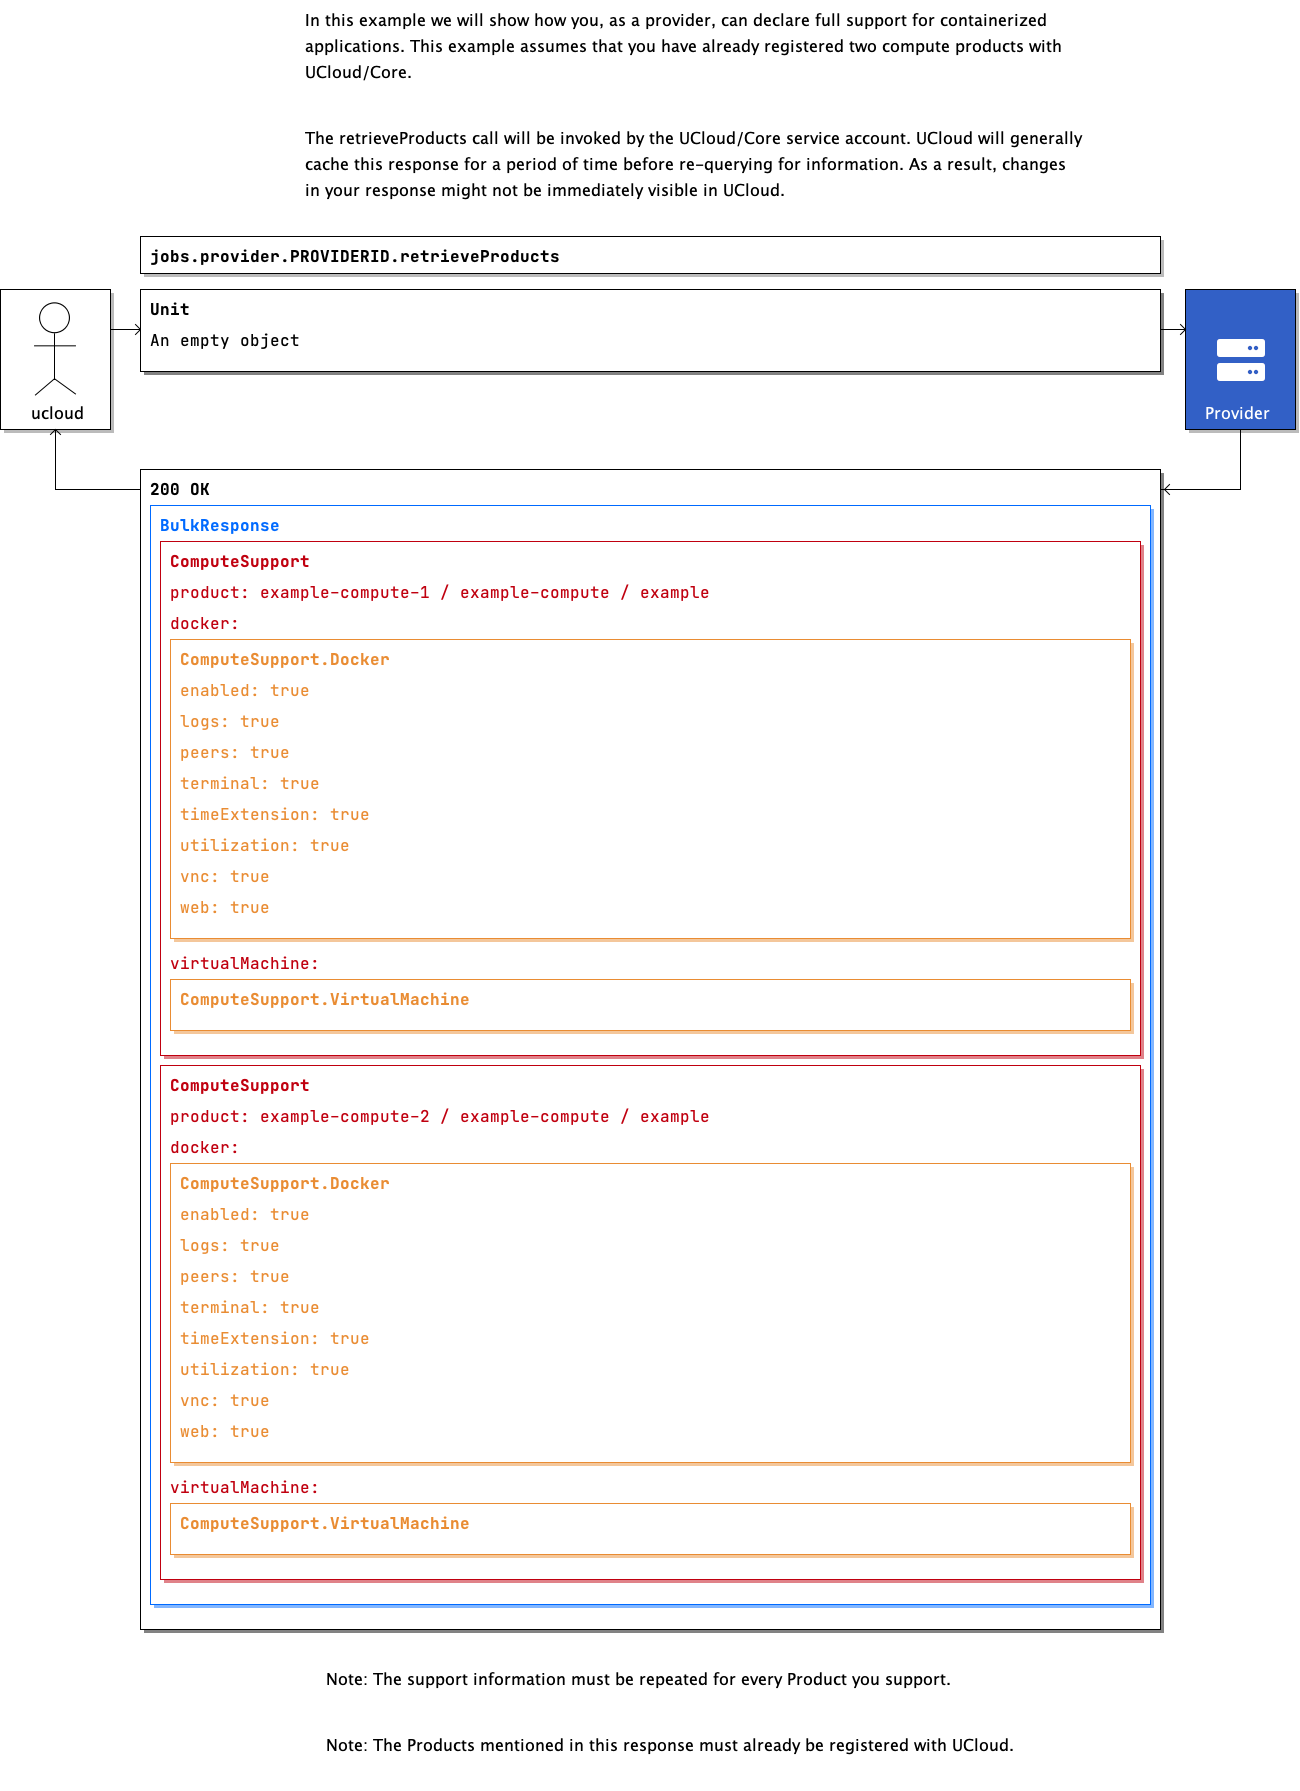 In this example we will show how you, as a provider, can declare full support for containerized
applications. This example assumes that you have already registered two compute products with
UCloud/Core.
The retrieveProducts call will be invoked by the UCloud/Core service account. UCloud will generally
cache this response for a period of time before re-querying for information. As a result, changes
in your response might not be immediately visible in UCloud.
jobs.provider.PROVIDERID.retrieveProducts
Unit
An empty object
ucloud
Provider
200 OK
BulkResponse
ComputeSupport
product: example-compute-1 / example-compute / example
docker:
ComputeSupport.Docker
enabled: true
logs: true
peers: true
terminal: true
timeExtension: true
utilization: true
vnc: true
web: true
virtualMachine:
ComputeSupport.VirtualMachine
ComputeSupport
product: example-compute-2 / example-compute / example
docker:
ComputeSupport.Docker
enabled: true
logs: true
peers: true
terminal: true
timeExtension: true
utilization: true
vnc: true
web: true
virtualMachine:
ComputeSupport.VirtualMachine
Note: The support information must be repeated for every Product you support.
Note: The Products mentioned in this response must already be registered with UCloud.